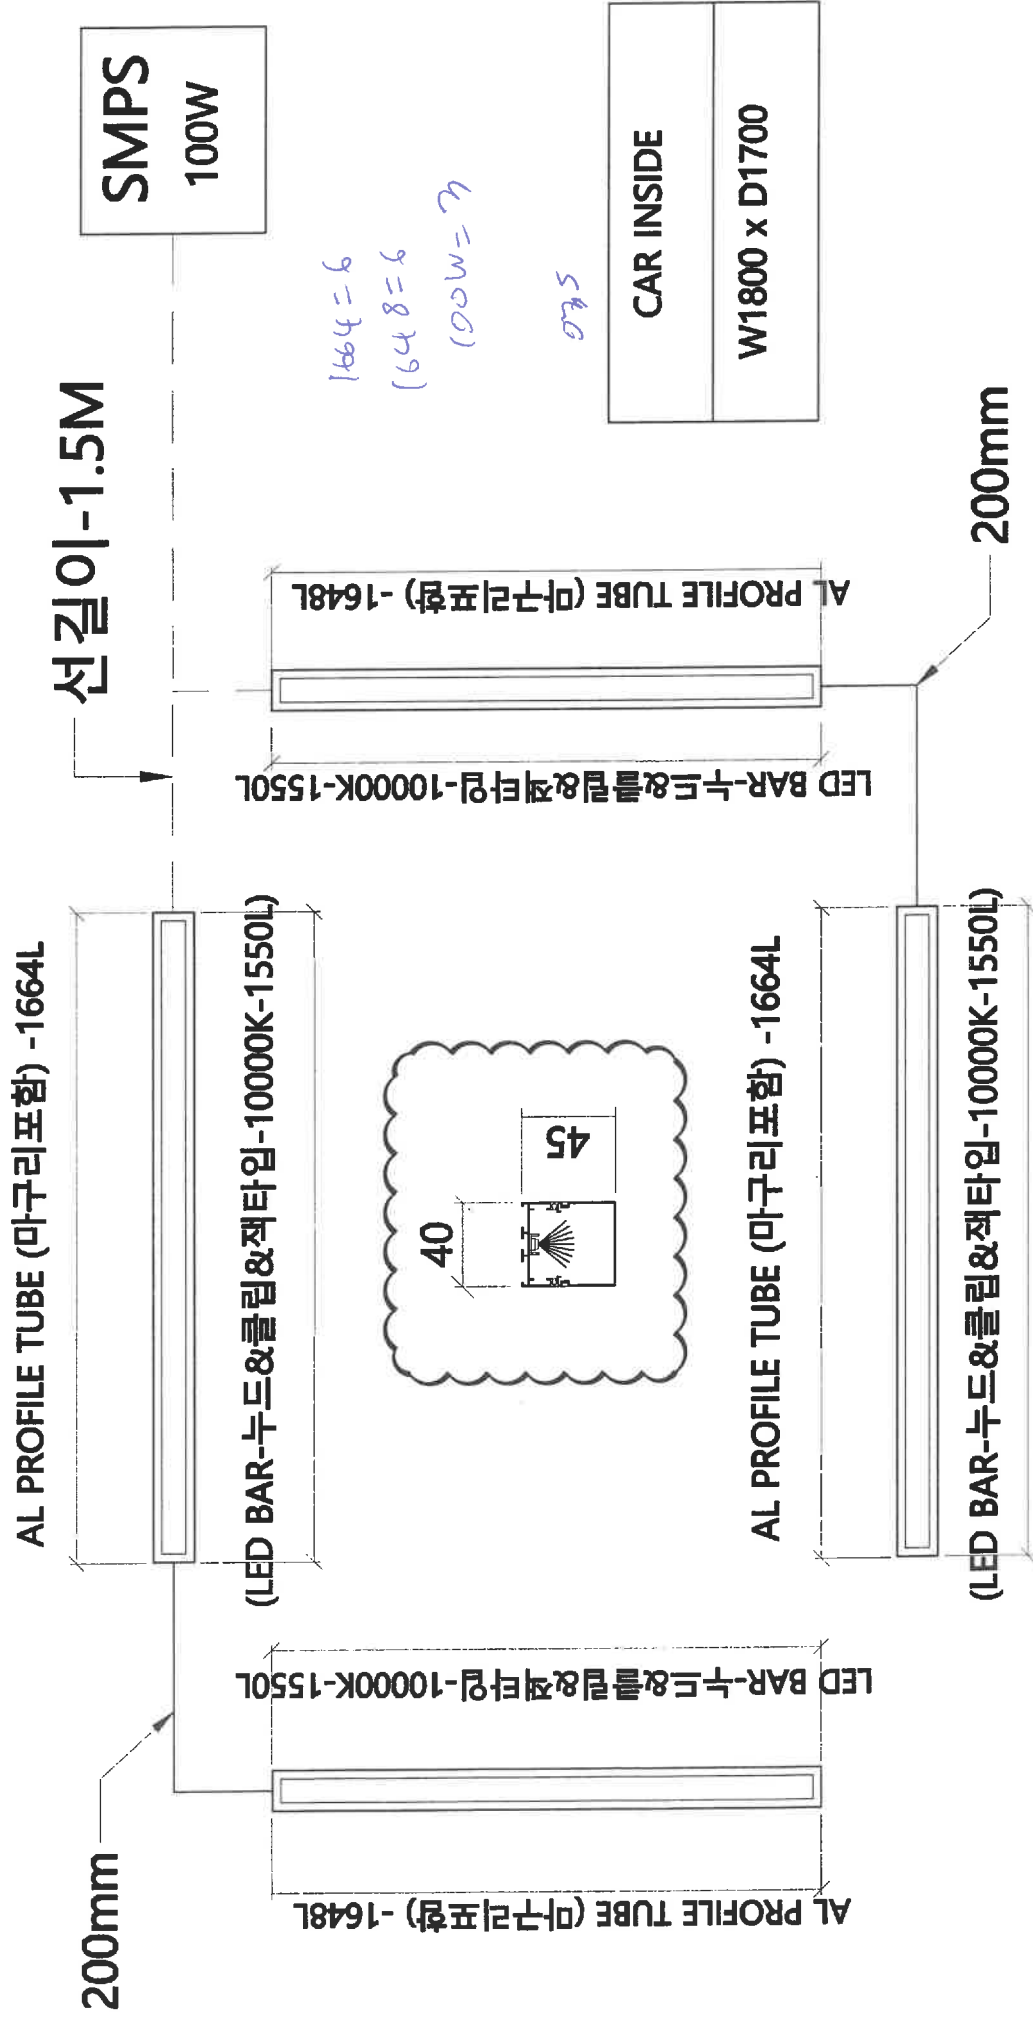 200mm
AL PROFILE TUBE (마구리포함) -1664L
선길이-1.5M
SMPS
100W
(LED BAR-누드&클립&잭타입-10000K-1550L)
AL PROFILE TUBE (마구리포함) -1648L
LED BAR-누드&클립&잭타입-10000K-1550L
40
45
LED BAR-누드&클립&잭타입-10000K-1550L
AL PROFILE TUBE (마구리포함) -1648L
1664=6
1648=6
100W=3
CAR INSIDE
W1800 x D1700
AL PROFILE TUBE (마구리포함) -1664L
(LED BAR-누드&클립&잭타입-10000K-1550L)
200mm